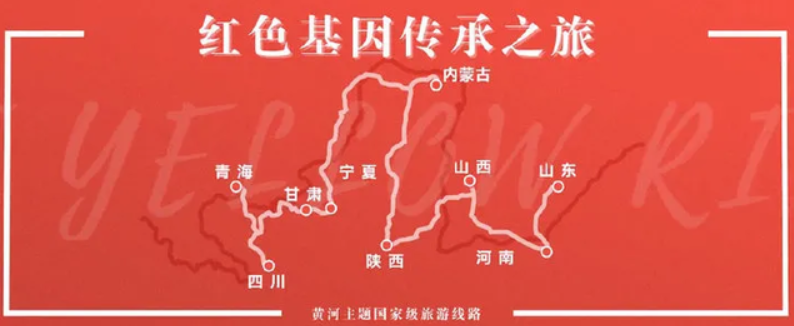 红色基因传承之旅
内蒙古
YELLOW RI
青海
甘肃
宁夏
山西
山东
四川
陕西
河南
黄河主题国家级旅游线路